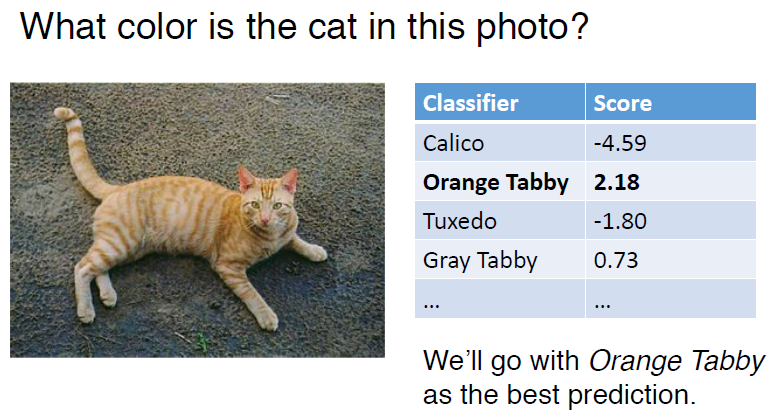 What color is the cat in this photo?
Classifier Score
Calico -4.59
Orange Tabby 2.18
Tuxedo -1.80
Gray Tabby 0.73
... ...
We’ll go with Orange Tabby
as the best prediction.